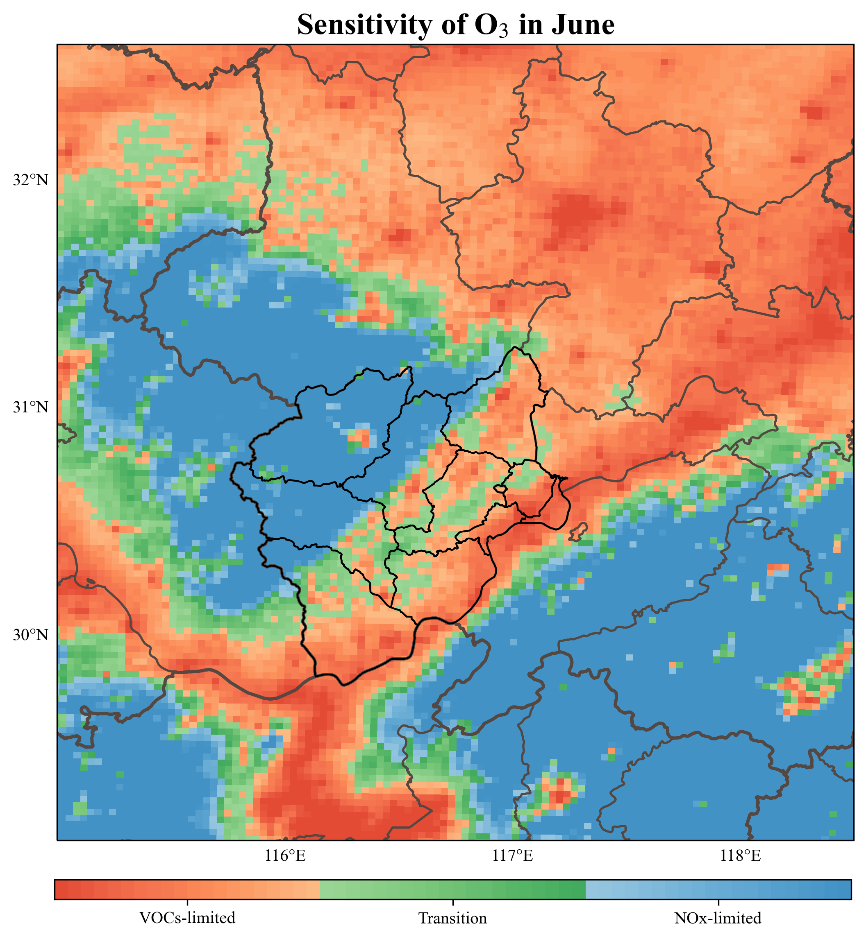 Sensitivity of O₃ in June
32°N
31°N
30°N
116°E 117°E 118°E
VOCs-limited Transition NOx-limited